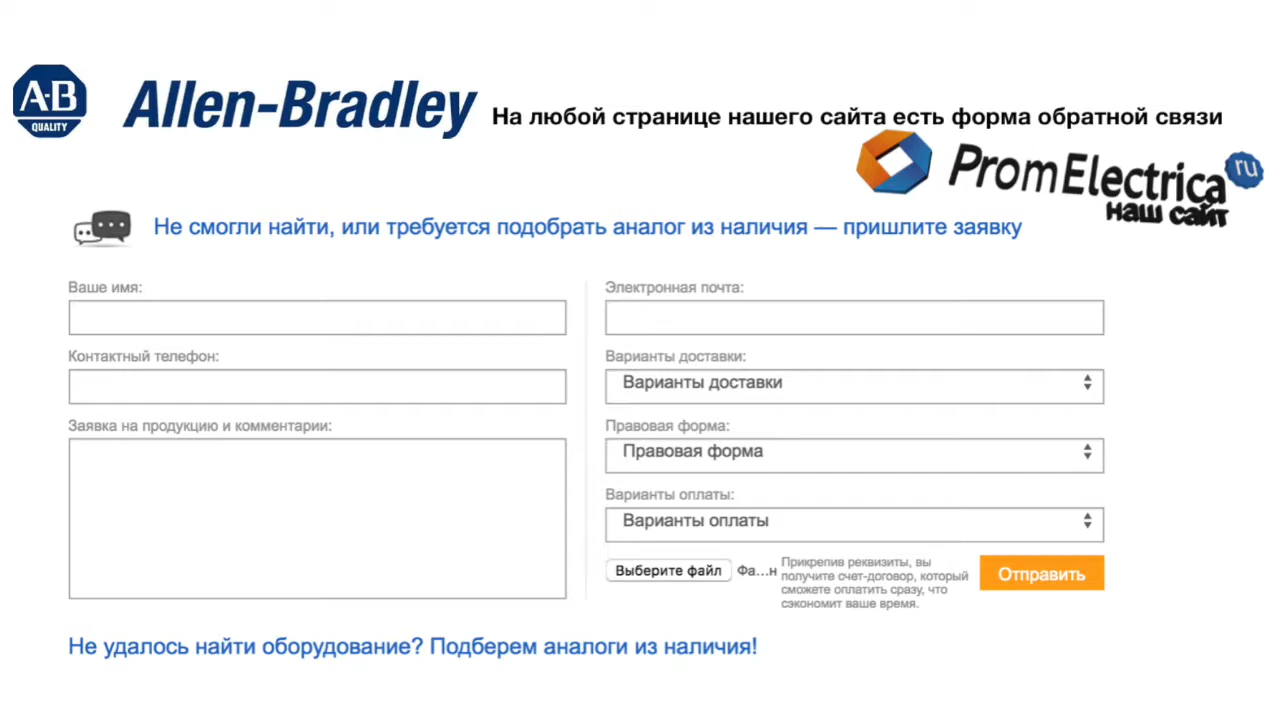 A-B
QUALITY
Allen-Bradley
На любой странице нашего сайта есть форма обратной связи
PromElectrica ru
наш сайт
Не смогли найти, или требуется подобрать аналог из наличия — пришлите заявку
Ваше имя:
Электронная почта:
Контактный телефон:
Варианты доставки:
Варианты доставки
Заявка на продукцию и комментарии:
Правовая форма:
Правовая форма
Варианты оплаты:
Варианты оплаты
Выберите файл Фа...н
Прикрепив реквизиты, вы
получите счет-договор, который
сможете оплатить сразу, что
сэкономит ваше время.
Отправить
Не удалось найти оборудование? Подберем аналоги из наличия!